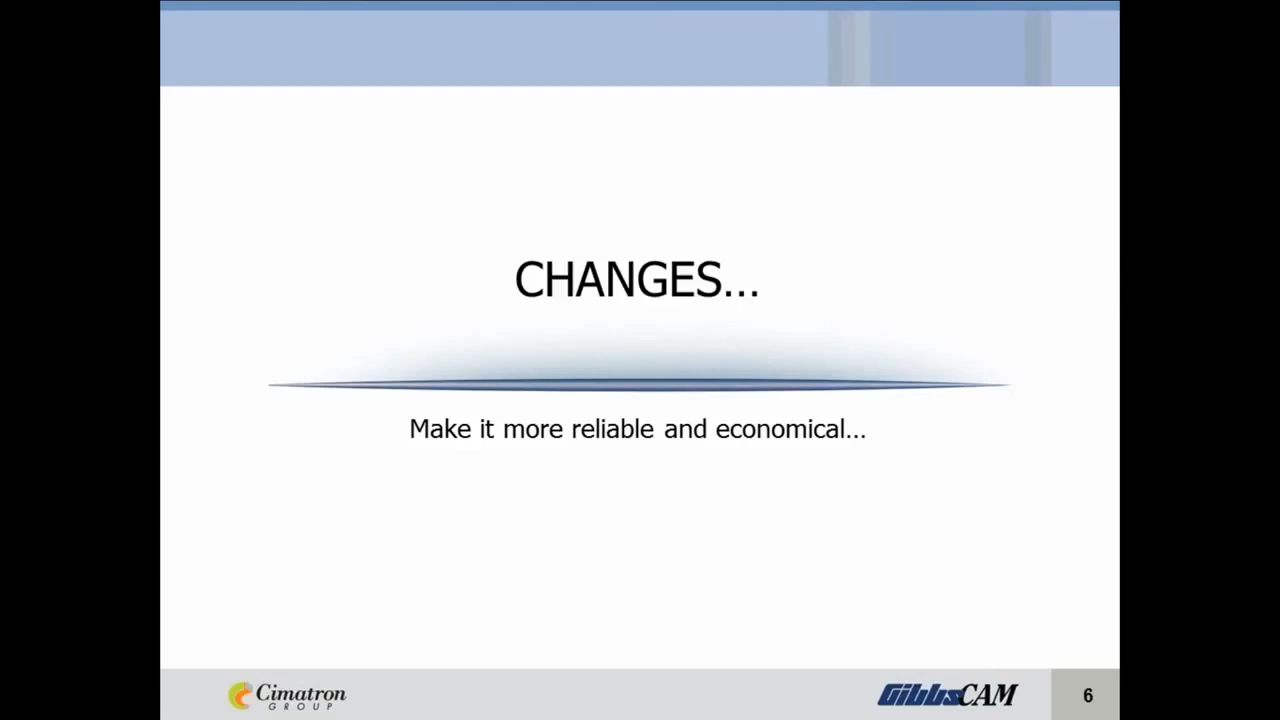 CHANGES...
Make it more reliable and economical...
Cimatron
GROUP
GibbsCAM
6